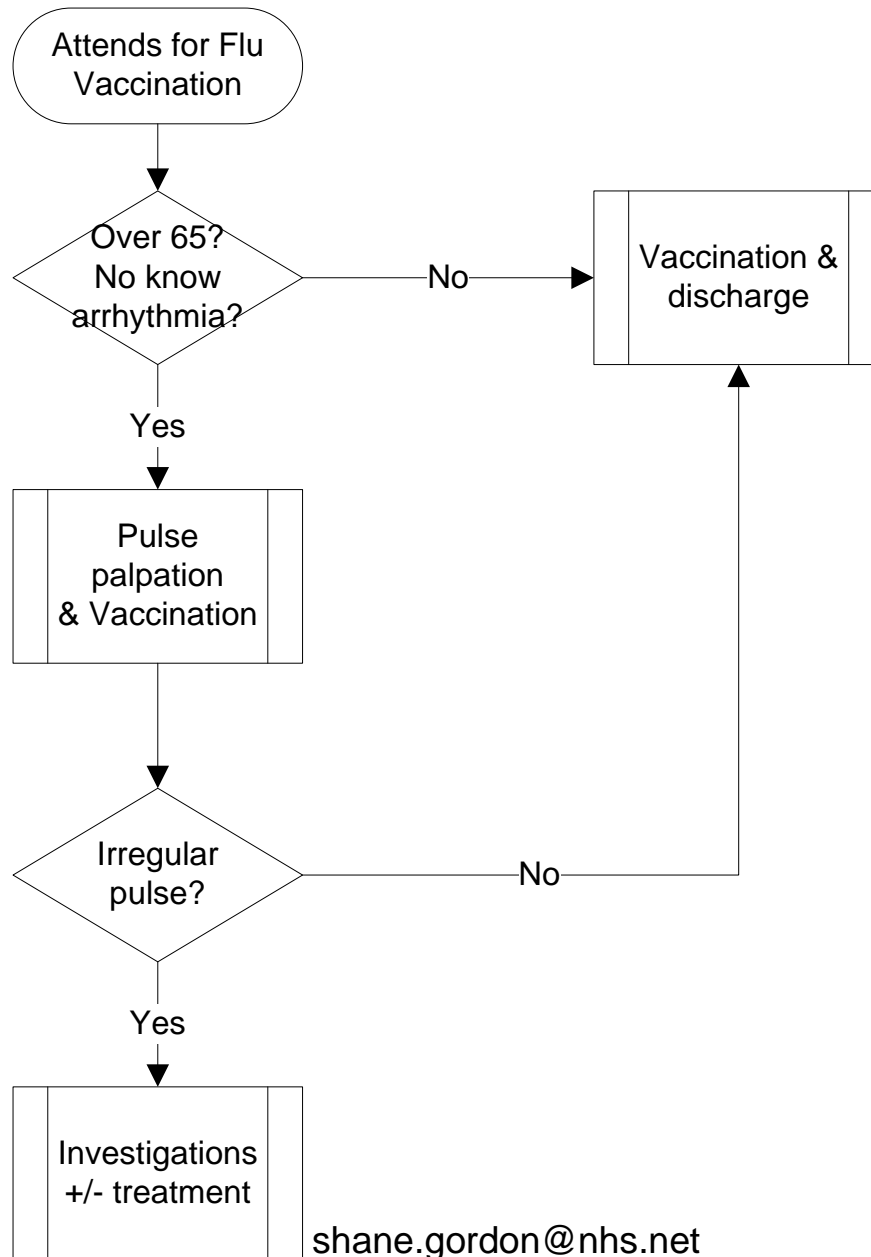 Attends for Flu
Vaccination
Over 65?
No know
arrhythmia?
No
Vaccination &
discharge
Yes
Pulse
palpation
& Vaccination
Irregular
pulse?
No
Yes
Investigations
+/- treatment
shane.gordon@nhs.net